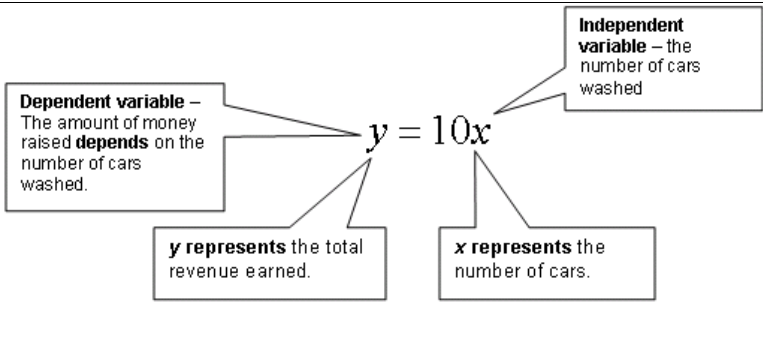 Independent
variable – the
number of cars
washed
Dependent variable –
The amount of money
raised depends on the
number of cars
washed.
y = 10x
y represents the total
revenue earned.
x represents the
number of cars.